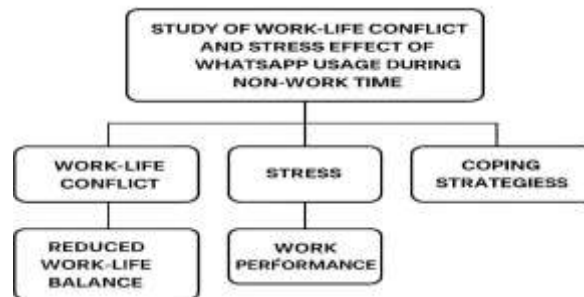 STUDY OF WORK-LIFE CONFLICT
AND STRESS EFFECT OF
WHATSAPP USAGE DURING
NON-WORK TIME
WORK-LIFE
CONFLICT
STRESS
COPING
STRATEGIESS
REDUCED
WORK-LIFE
BALANCE
WORK
PERFORMANCE